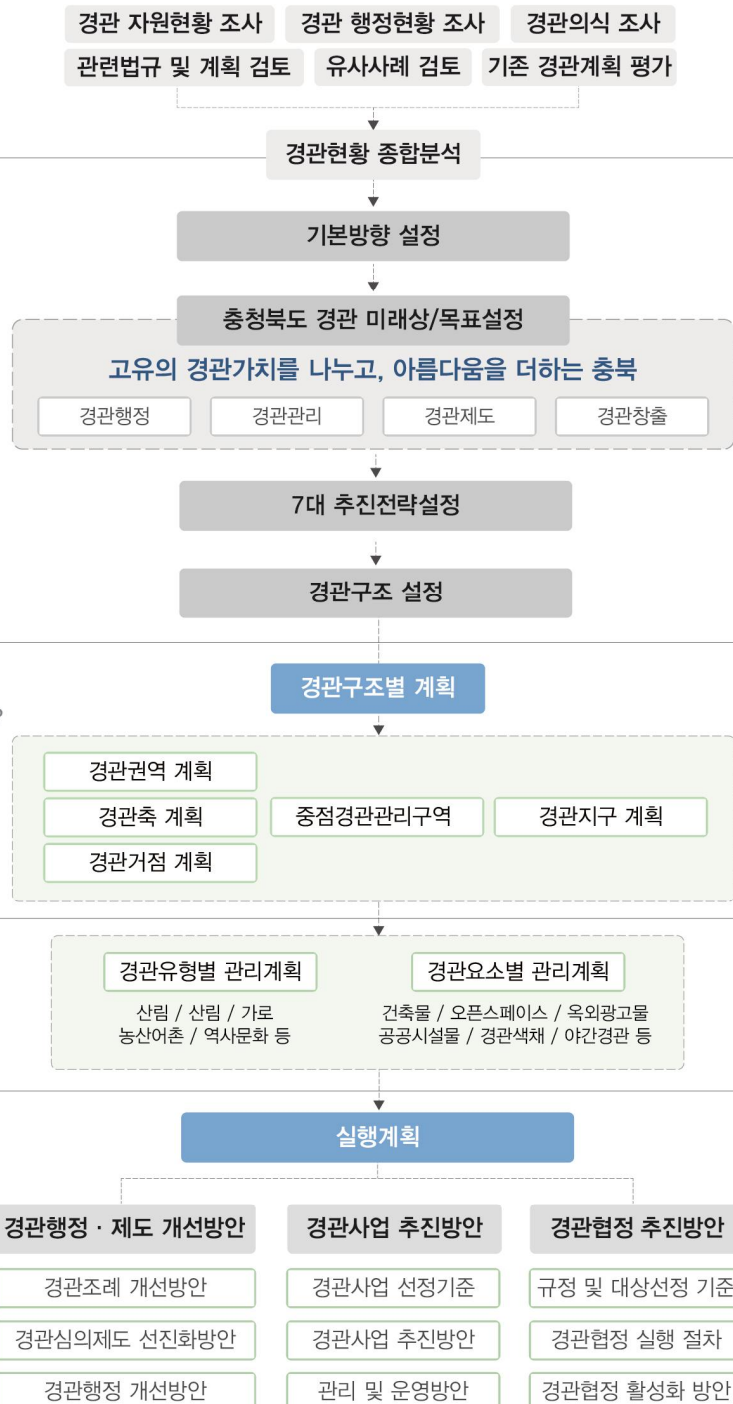 경관 자원현황 조사 경관 행정현황 조사 경관의식 조사
관련법규 및 계획 검토 유사사례 검토 기존 경관계획 평가
경관현황 종합분석
기본방향 설정
충청북도 경관 미래상/목표설정
고유의 경관가치를 나누고, 아름다움을 더하는 충북
경관행정 경관관리 경관제도 경관창출
7대 추진전략설정
경관구조 설정
경관구조별 계획
경관권역 계획
경관축 계획 중점경관관리구역 경관지구 계획
경관거점 계획
경관유형별 관리계획 경관요소별 관리계획
산림 / 산림 / 가로 건축물 / 오픈스페이스 / 옥외광고물
농산어촌 / 역사문화 등 공공시설물 / 경관색채 / 야간경관 등
실행계획
경관행정 · 제도 개선방안 경관사업 추진방안 경관협정 추진방안
경관조례 개선방안 경관사업 선정기준 규정 및 대상선정 기준
경관심의제도 선진화방안 경관사업 추진방안 경관협정 실행 절차
경관행정 개선방안 관리 및 운영방안 경관협정 활성화 방안